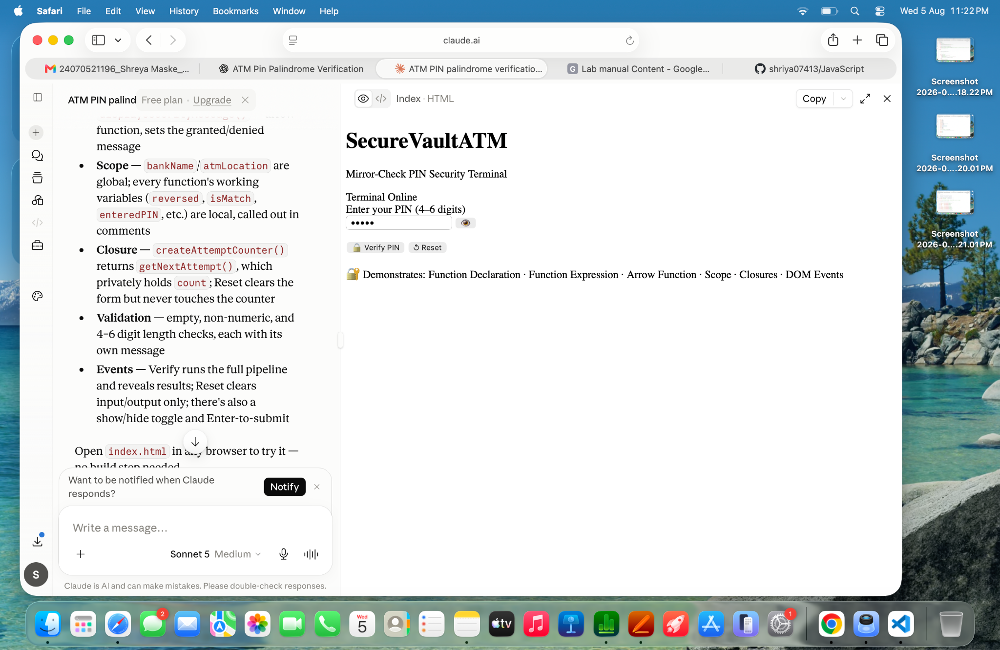 Safari File Edit View History Bookmarks Window Help Wed 5 Aug 11:22 PM
claude.ai
24070521196_Shreya Maske_... ATM Pin Palindrome Verification ATM PIN palindrome verificatio... G Lab manual Content - Google... shriya07413/JavaScript
Screenshot
2026-0....18.22 PM
Screenshot
2026-0....20.01 PM
Screenshot
2026-0....21.01 PM
ATM PIN palind Free plan · Upgrade
function, sets the granted/denied
message
• Scope — bankName / atmLocation are
global; every function's working
variables ( reversed , isMatch ,
enteredPIN , etc.) are local, called out in
comments
• Closure — createAttemptCounter()
returns getNextAttempt() , which
privately holds count ; Reset clears the
form but never touches the counter
• Validation — empty, non-numeric, and
4–6 digit length checks, each with its
own message
• Events — Verify runs the full pipeline
and reveals results; Reset clears
input/output only; there's also a
show/hide toggle and Enter-to-submit
Open index.html in any browser to try it —
no build step needed
Want to be notified when Claude
responds?
Notify
Write a message...
Sonnet 5 Medium
S
Claude is AI and can make mistakes. Please double-check responses.
Index · HTML
Copy
SecureVaultATM
Mirror-Check PIN Security Terminal
Terminal Online
Enter your PIN (4–6 digits)
•••••
Verify PIN Reset
Demonstrates: Function Declaration · Function Expression · Arrow Function · Scope · Closures · DOM Events
2
Wed
5
tv
1